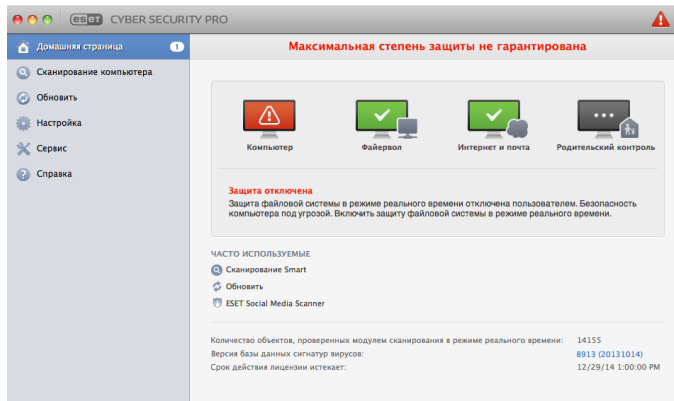 eset CYBER SECURITY PRO
Домашняя страница 1
Сканирование компьютера
Обновить
Настройка
Сервис
Справка
Максимальная степень защиты не гарантирована
Компьютер Файервол Интернет и почта Родительский контроль
Защита отключена
Защита файловой системы в режиме реального времени отключена пользователем. Безопасность
компьютера под угрозой. Включить защиту файловой системы в режиме реального времени.
ЧАСТО ИСПОЛЬЗУЕМЫЕ
Сканирование Smart
Обновить
ESET Social Media Scanner
Количество объектов, проверенных модулем сканирования в режиме реального времени: 14155
Версия базы данных сигнатур вирусов: 8913 (20131014)
Срок действия лицензии истекает: 12/29/14 1:00:00 PM